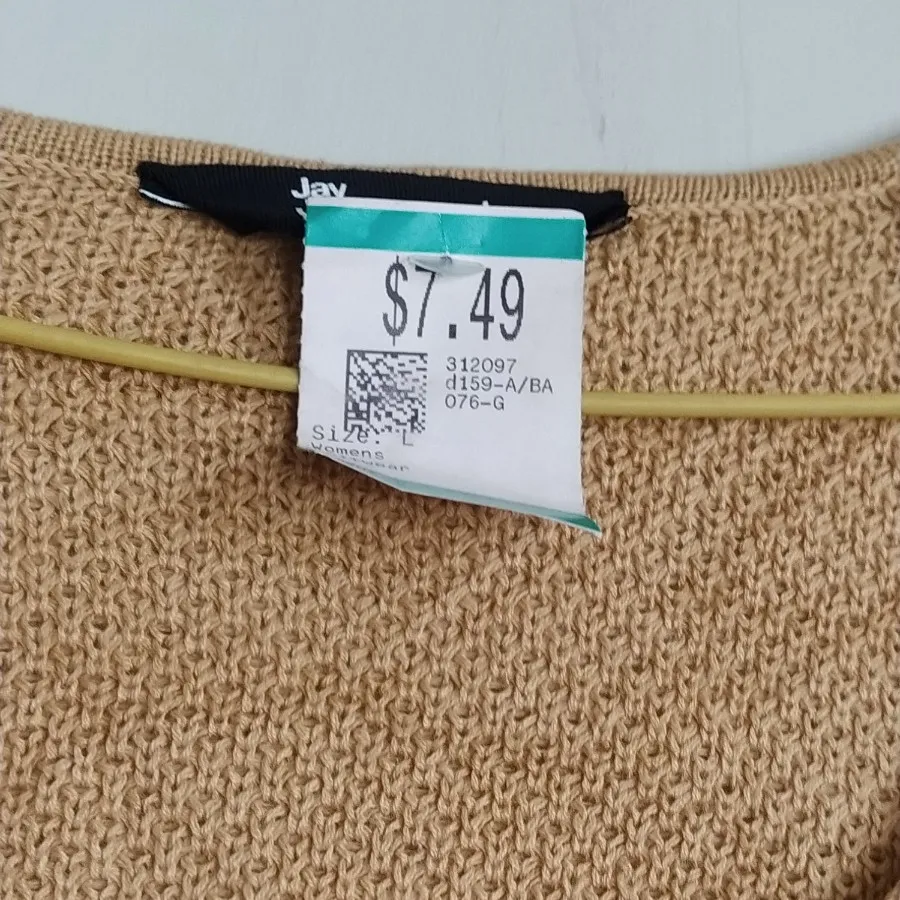 Jay
$7.49
312097
d159-A/BA
076-G
Size: L
Womens